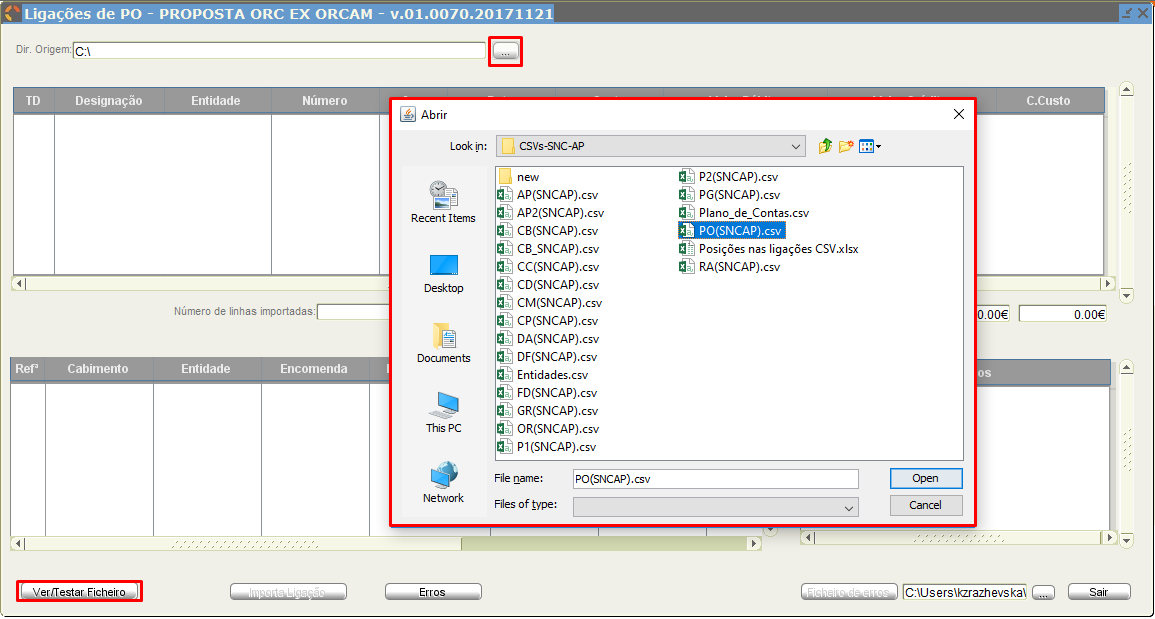 Ligações de PO - PROPOSTA ORC EX ORCAM - v.01.0070.20171121
Dir. Origem: C:\ ...
TD Designação Entidade Número C.Custo
Abrir
Look in: CSVs-SNC-AP
Recent Items
Desktop
Documents
This PC
Network
new
AP(SNCAP).csv
AP2(SNCAP).csv
CB(SNCAP).csv
CB_SNCAP).csv
CC(SNCAP).csv
CD(SNCAP).csv
CM(SNCAP).csv
CP(SNCAP).csv
DA(SNCAP).csv
DF(SNCAP).csv
Entidades.csv
FD(SNCAP).csv
GR(SNCAP).csv
OR(SNCAP).csv
P1(SNCAP).csv
P2(SNCAP).csv
PG(SNCAP).csv
Plano_de_Contas.csv
PO(SNCAP).csv
Posições nas ligações CSV.xlsx
RA(SNCAP).csv
File name: PO(SNCAP).csv Open
Files of type: Cancel
Número de linhas importadas: 0.00€ 0.00€
Refª Cabimento Entidade Encomenda os
Ver/Testar Ficheiro Importa Ligação Erros Ficheiro de erros C:\Users\kzrazhevska\ ... Sair